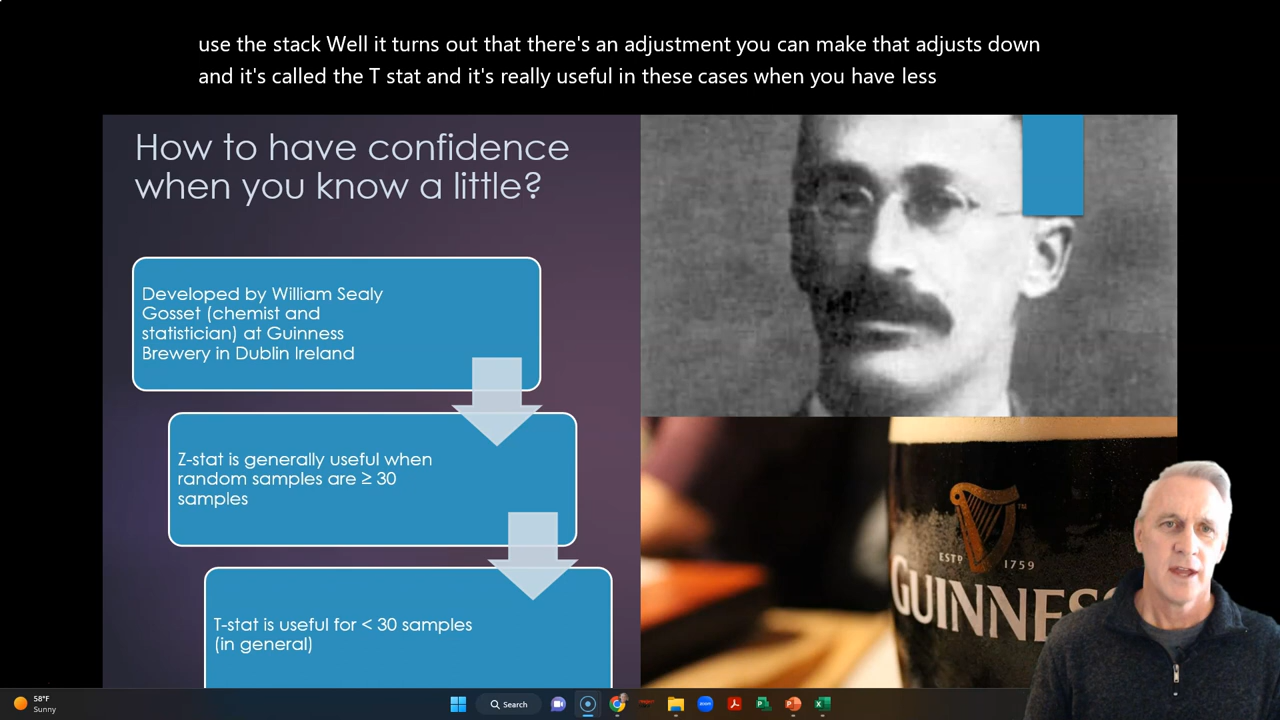 use the stack Well it turns out that there's an adjustment you can make that adjusts down
and it's called the T stat and it's really useful in these cases when you have less
How to have confidence
when you know a little?
Developed by William Sealy
Gosset (chemist and
statistician) at Guinness
Brewery in Dublin Ireland
Z-stat is generally useful when
random samples are ≥ 30
samples
T-stat is useful for < 30 samples
(in general)
ESTD 1759
TM
GUINNESS
58°F
Sunny
Search
zoom